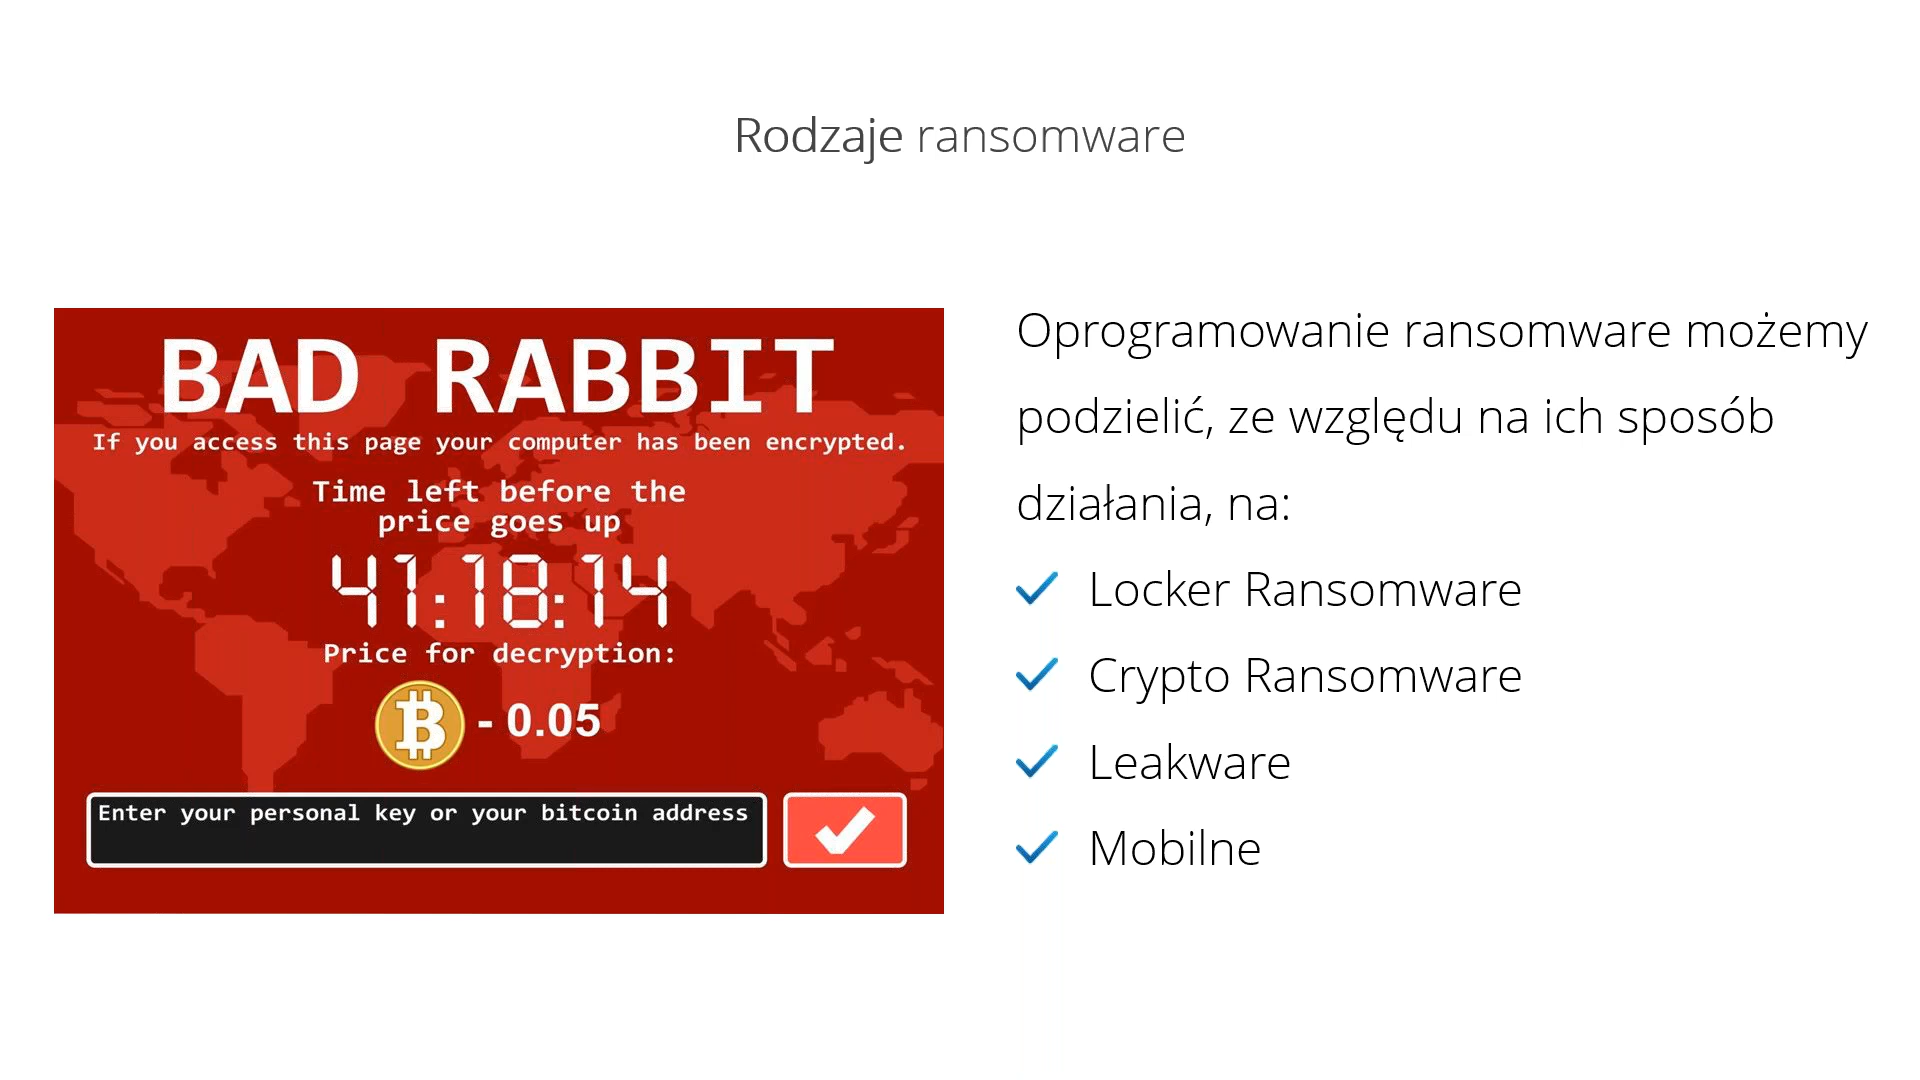 Rodzaje ransomware
BAD RABBIT
If you access this page your computer has been encrypted.
Time left before the
price goes up
41:18:14
Price for decryption:
- 0.05
Enter your personal key or your bitcoin address
Oprogramowanie ransomware możemy
podzielić, ze względu na ich sposób
działania, na:
Locker Ransomware
Crypto Ransomware
Leakware
Mobilne